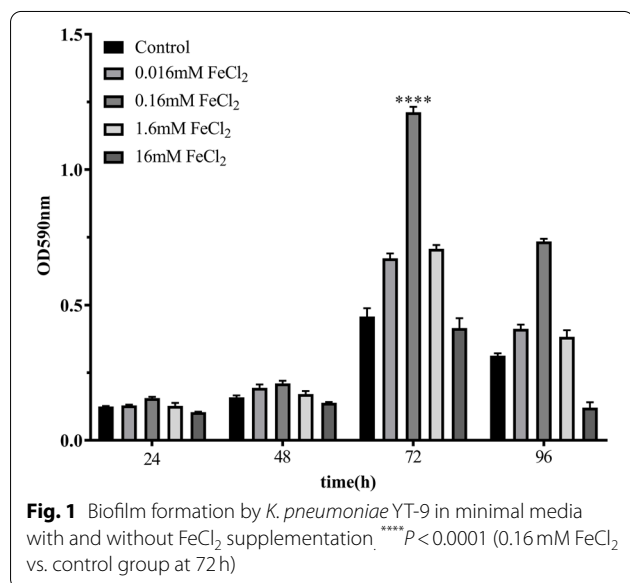 1.5
Control
0.016mM FeCl₂
0.16mM FeCl₂
1.6mM FeCl₂
16mM FeCl₂
****
1.0
OD590nm
0.5
0.0
24 48 72 96
time(h)
Fig. 1 Biofilm formation by K. pneumoniae YT-9 in minimal media
with and without FeCl₂ supplementation. ****P < 0.0001 (0.16 mM FeCl₂
vs. control group at 72 h)